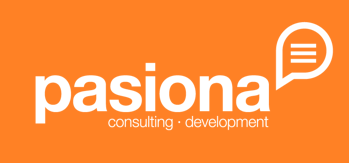 pasiona
consulting · development